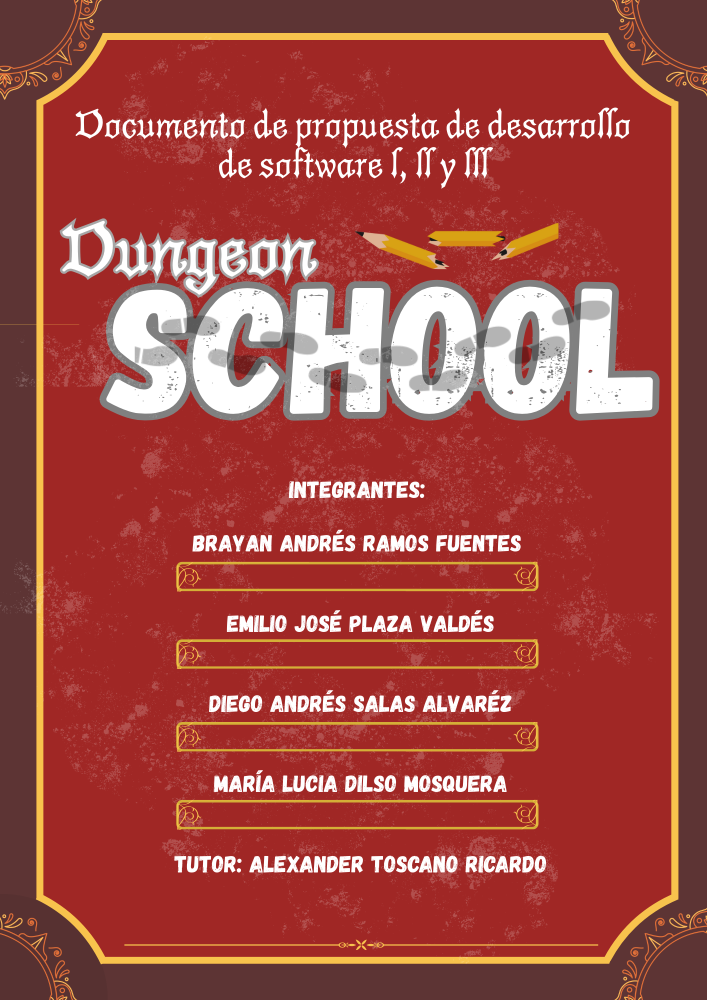 Documento de propuesta de desarrollo
de software I, II y III
Dungeon
SCHOOL
INTEGRANTES:
BRAYAN ANDRÉS RAMOS FUENTES
EMILIO JOSÉ PLAZA VALDÉS
DIEGO ANDRÉS SALAS ALVARÉZ
MARÍA LUCIA DILSO MOSQUERA
TUTOR: ALEXANDER TOSCANO RICARDO